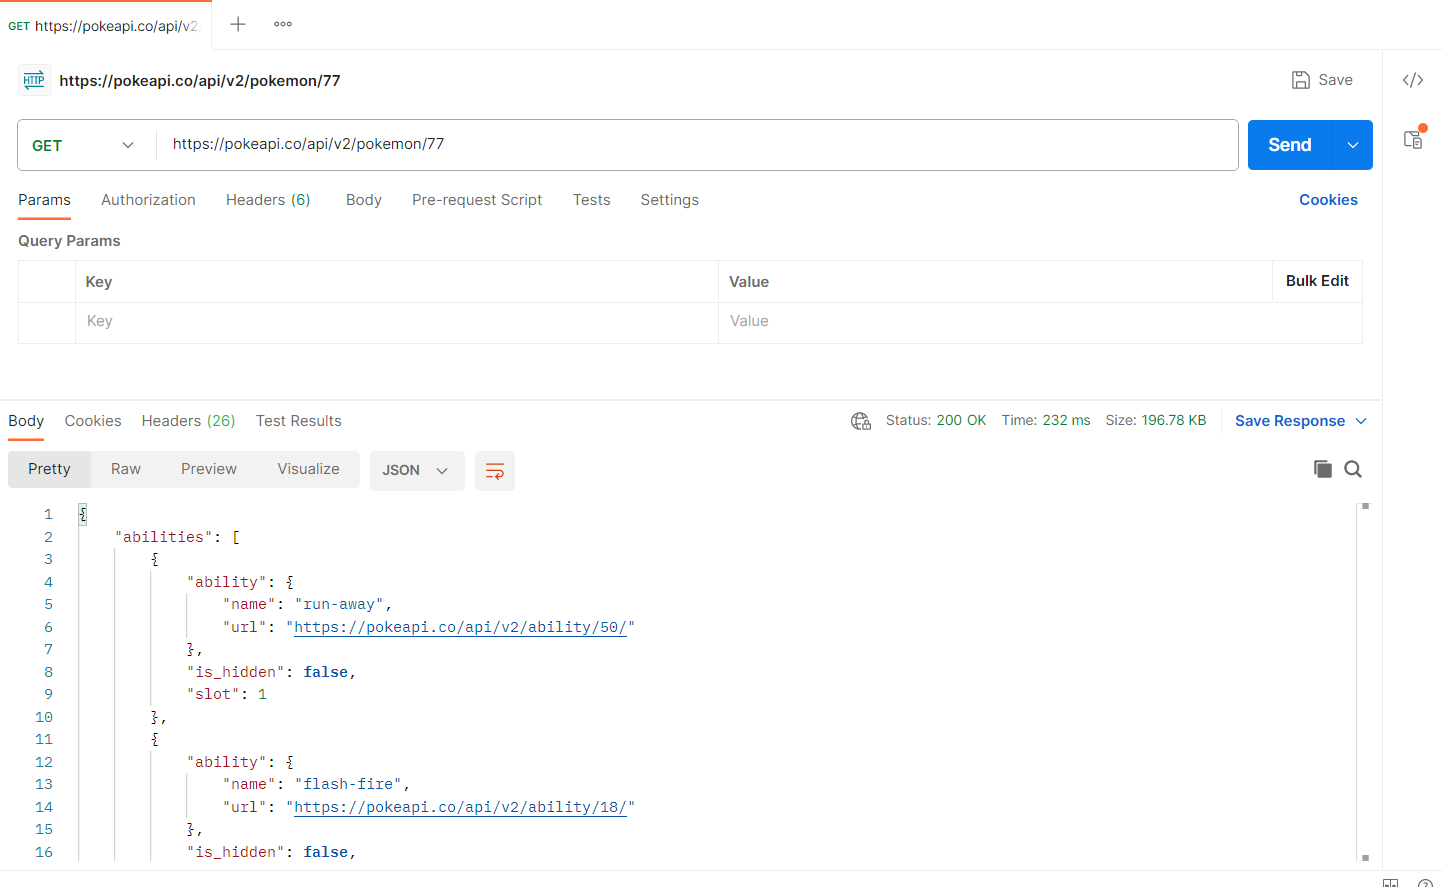 GET https://pokeapi.co/api/v2
HTTP https://pokeapi.co/api/v2/pokemon/77 Save </>
GET https://pokeapi.co/api/v2/pokemon/77 Send
Params Authorization Headers (6) Body Pre-request Script Tests Settings Cookies
Query Params
Key Value Bulk Edit
Key Value
Body Cookies Headers (26) Test Results Status: 200 OK Time: 232 ms Size: 196.78 KB Save Response
Pretty Raw Preview Visualize JSON
1 {
2 "abilities": [
3 {
4 "ability": {
5 "name": "run-away",
6 "url": "https://pokeapi.co/api/v2/ability/50/"
7 },
8 "is_hidden": false,
9 "slot": 1
10 },
11 {
12 "ability": {
13 "name": "flash-fire",
14 "url": "https://pokeapi.co/api/v2/ability/18/"
15 },
16 "is_hidden": false,